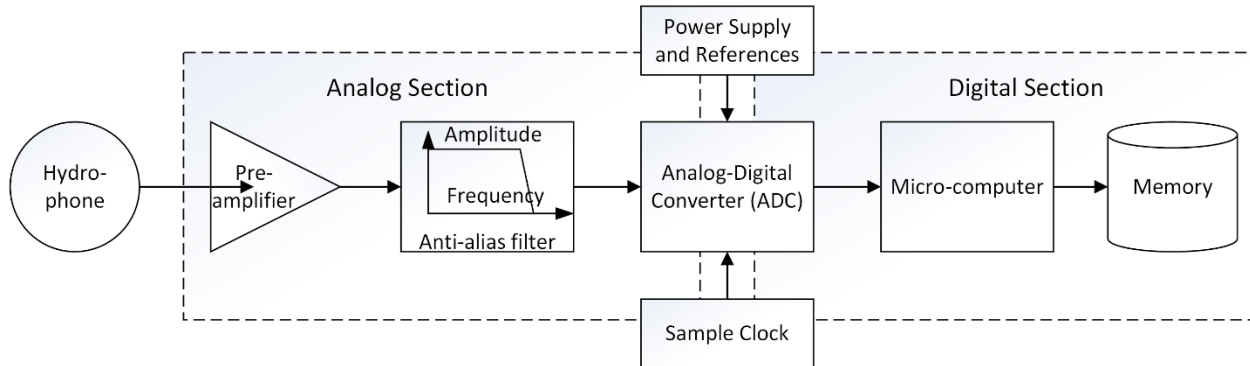 Power Supply
and References
Analog Section
Digital Section
Hydro-
phone
Pre-
amplifier
Amplitude
Frequency
Anti-alias filter
Analog-Digital
Converter (ADC)
Micro-computer
Memory
Sample Clock